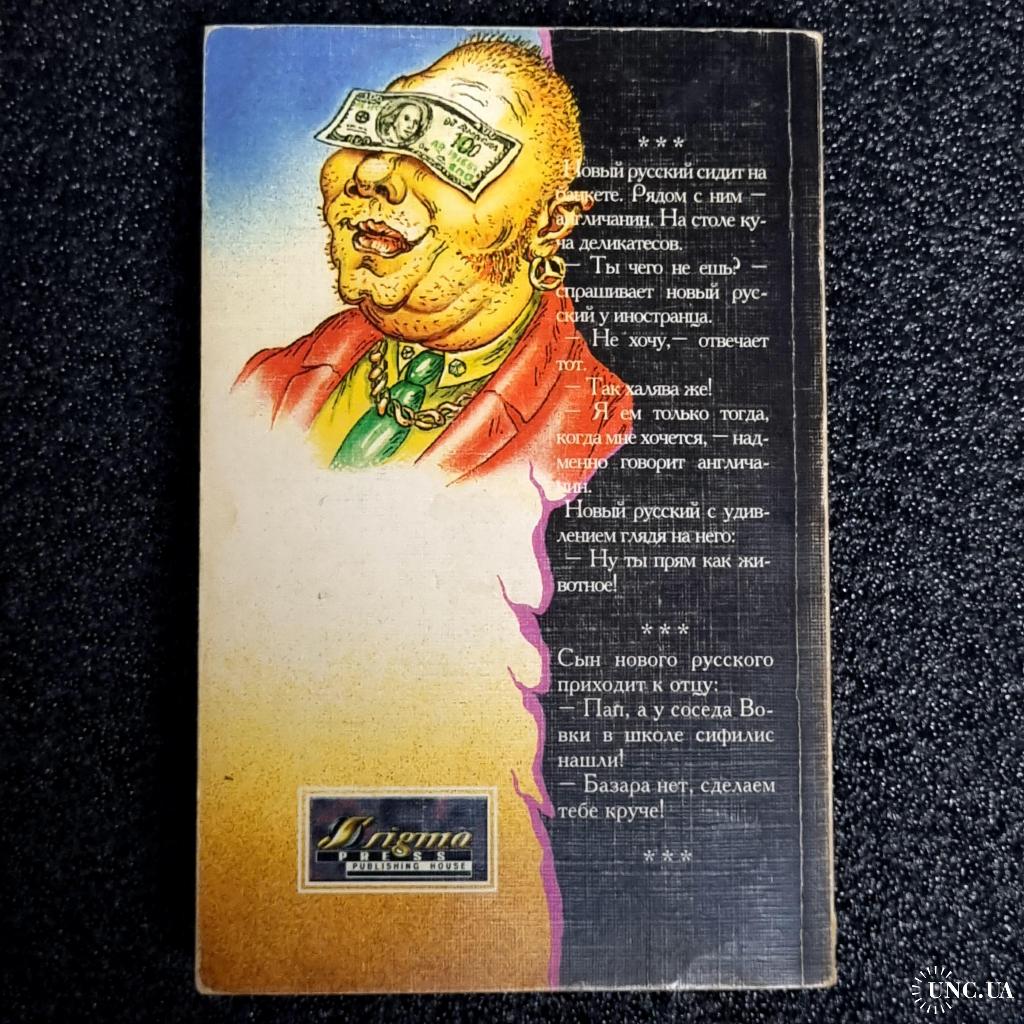 100
* * *
Новый русский сидит на
банкете. Рядом с ним —
англичанин. На столе ку-
ча деликатесов.
— Ты чего не ешь? —
спрашивает новый рус-
ский у иностранца.
— Не хочу,— отвечает
тот.
— Так халява же!
— Я ем только тогда,
когда мне хочется, — над-
менно говорит англича-
нин.
Новый русский с удив-
лением глядя на него:
— Ну ты прям как жи-
вотное!
* * *
Сын нового русского
приходит к отцу:
— Пап, а у соседа Во-
вки в школе сифилис
нашли!
— Базара нет, сделаем
тебе круче!
* * *
PRESS
PUBLISHING HOUSE
UNC.UA